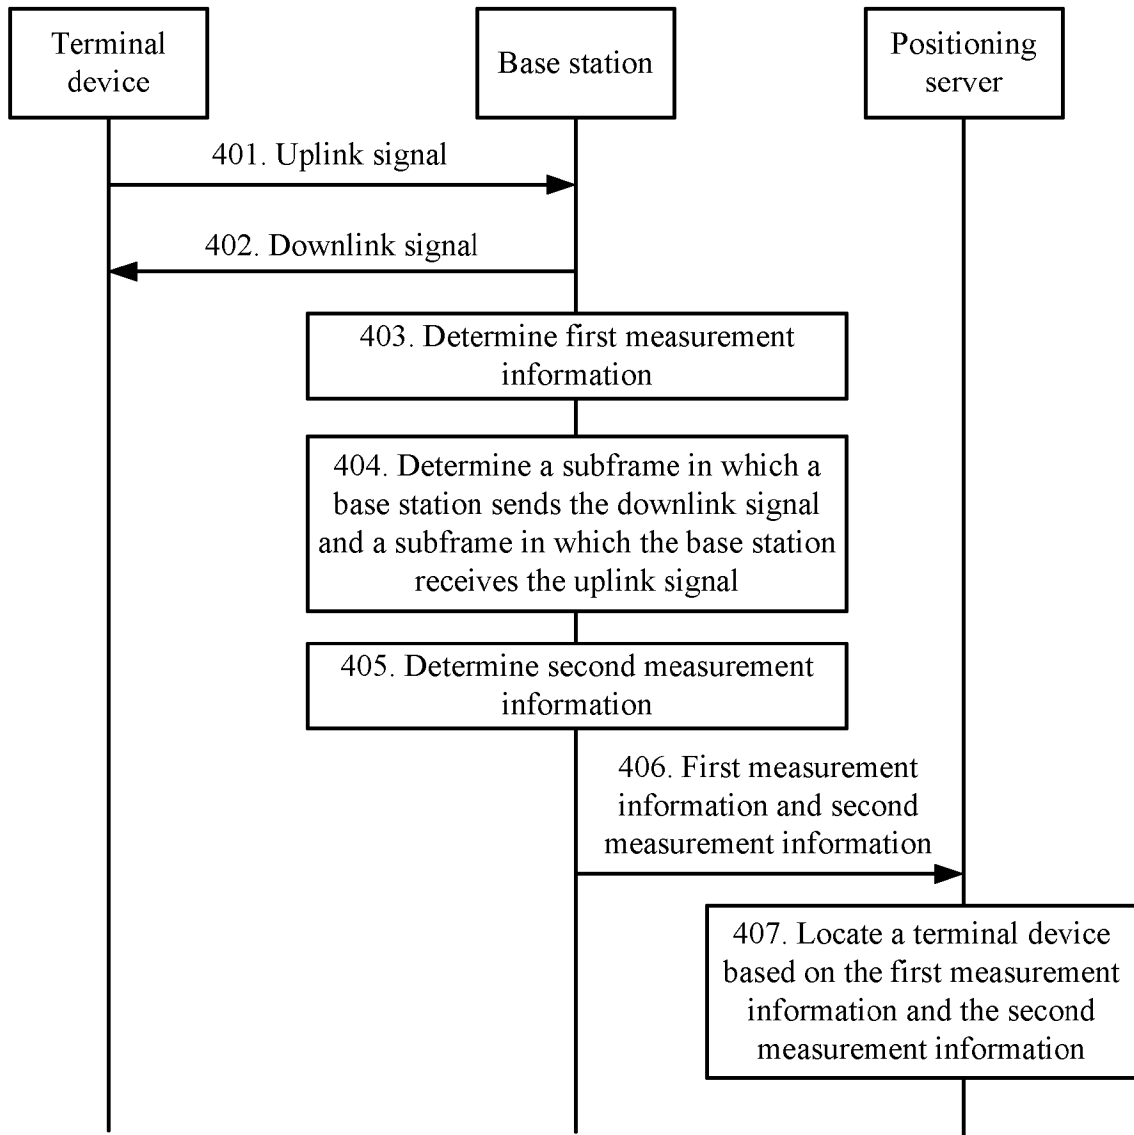 Terminal
device
Base station
Positioning
server
401. Uplink signal
402. Downlink signal
403. Determine first measurement
information
404. Determine a subframe in which a
base station sends the downlink signal
and a subframe in which the base station
receives the uplink signal
405. Determine second measurement
information
406. First measurement
information and second
measurement information
407. Locate a terminal device
based on the first measurement
information and the second
measurement information